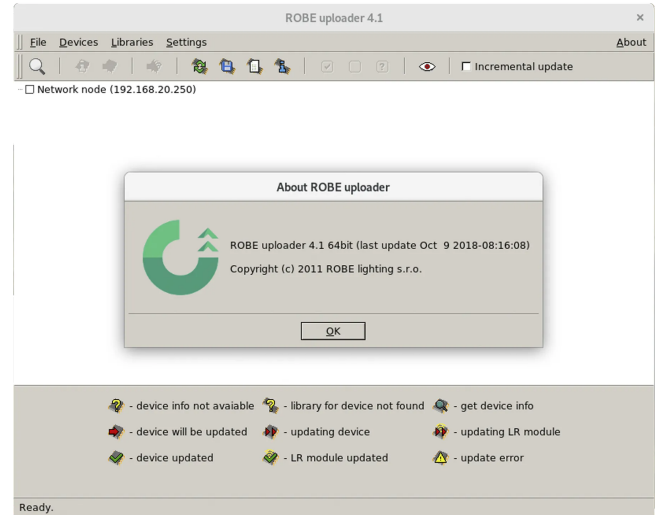 ROBE uploader 4.1
File Devices Libraries Settings About
Incremental update
Network node (192.168.20.250)
About ROBE uploader
ROBE uploader 4.1 64bit (last update Oct 9 2018-08:16:08)
Copyright (c) 2011 ROBE lighting s.r.o.
OK
- device info not avaiable - library for device not found - get device info
- device will be updated - updating device - updating LR module
- device updated - LR module updated - update error
Ready.